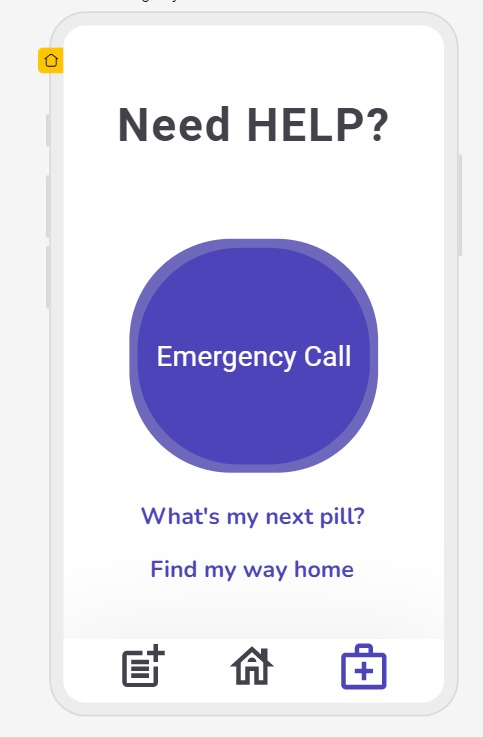 Need HELP?
Emergency Call
What's my next pill?
Find my way home